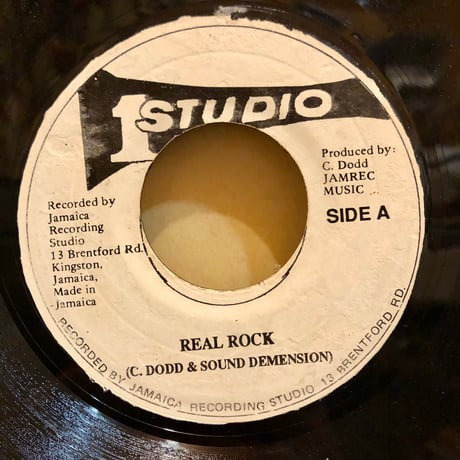 1 STUDIO
Produced by:
C. Dodd
JAMREC
MUSIC ...
SIDE A
Recorded by
Jamaica
Recording
Studio
13 Brentford Rd.
Kingston,
Jamaica,
Made in
Jamaica
REAL ROCK
(C. DODD & SOUND DEMENSION)
RECORDED BY JAMAICA RECORDING STUDIO 13 BRENTFORD RD.